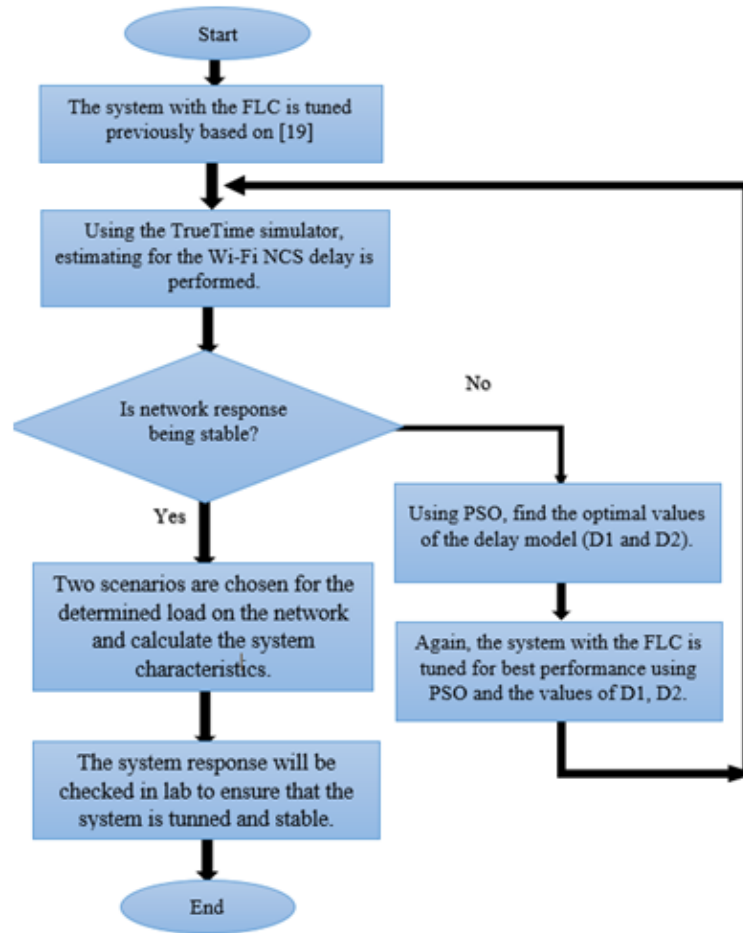 Start
The system with the FLC is tuned
previously based on [19]
Using the TrueTime simulator,
estimating for the Wi-Fi NCS delay is
performed.
Is network response
being stable?
No
Yes
Using PSO, find the optimal values
of the delay model (D1 and D2).
Two scenarios are chosen for the
determined load on the network
and calculate the system
characteristics.
Again, the system with the FLC is
tuned for best performance using
PSO and the values of D1, D2.
The system response will be
checked in lab to ensure that the
system is tunned and stable.
End